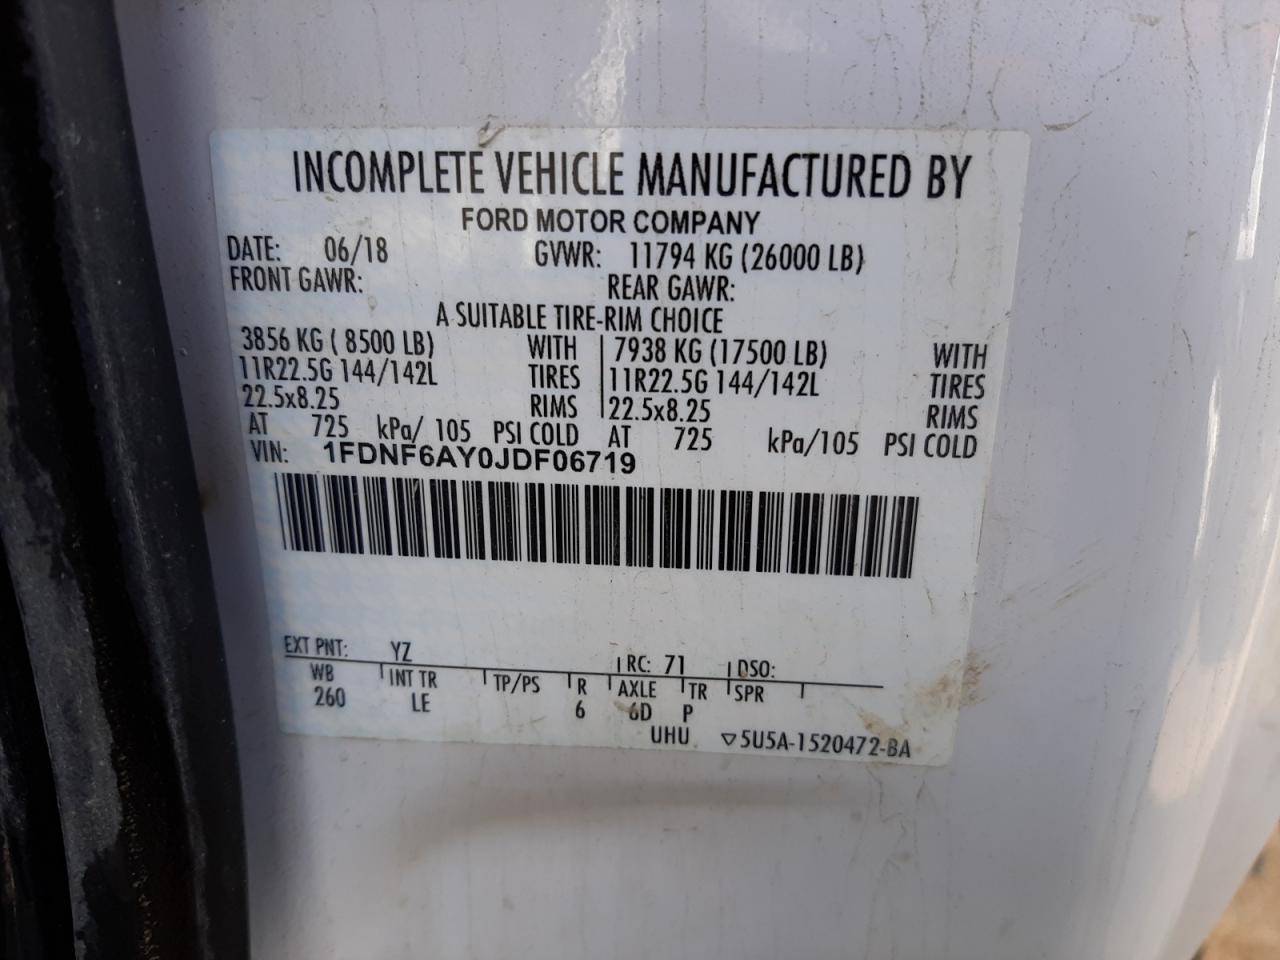 INCOMPLETE VEHICLE MANUFACTURED BY
FORD MOTOR COMPANY
DATE: 06/18 GVWR: 11794 KG (26000 LB)
FRONT GAWR: REAR GAWR:
A SUITABLE TIRE-RIM CHOICE
3856 KG ( 8500 LB) WITH 7938 KG (17500 LB) WITH
11R22.5G 144/142L TIRES 11R22.5G 144/142L TIRES
22.5x8.25 RIMS 22.5x8.25 RIMS
AT 725 kPa/ 105 PSI COLD AT 725 kPa/105 PSI COLD
VIN: 1FDNF6AY0JDF06719
EXT PNT: YZ RC: 71 DSO:
WB INT TR TP/PS R AXLE TR SPR
260 LE 6 6D P
UHU ▽5U5A-1520472-BA